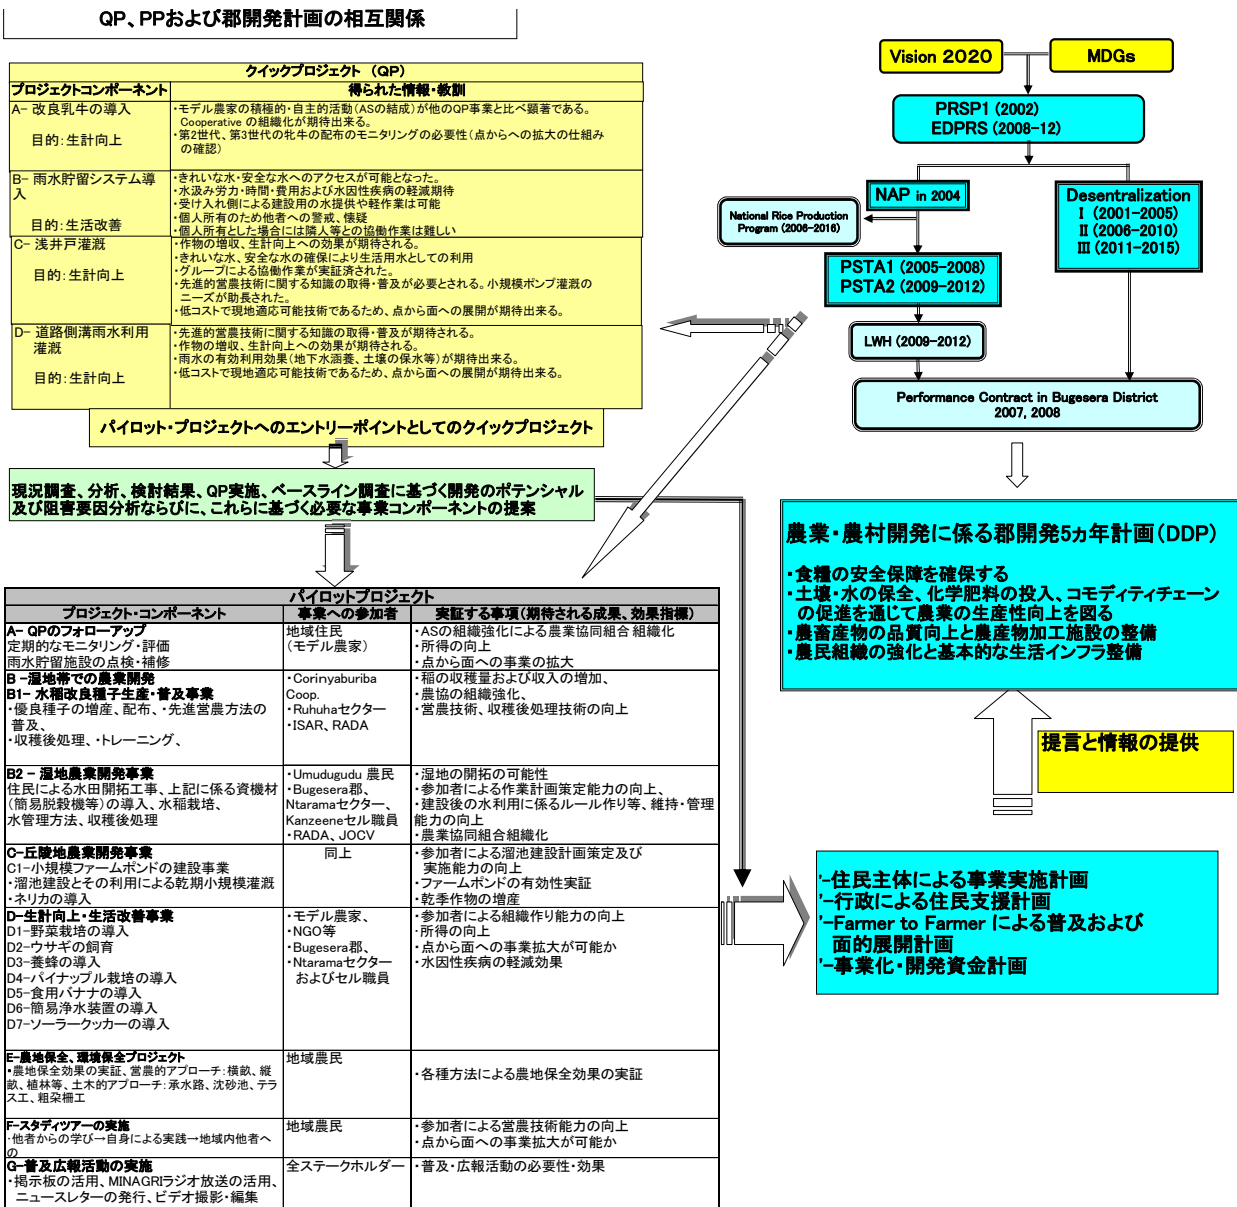 QP、PPおよび郡開発計画の相互関係
クイックプロジェクト （QP）
プロジェクトコンポーネント
得られた情報・教訓
A- 改良乳牛の導入
目的：生計向上
・モデル農家の積極的・自主的活動（ASの結成）が他のQP事業と比べ顕著である。
Cooperative の組織化が期待出来る。
・第2世代、第3世代の牝牛の配布のモニタリングの必要性（点からへの拡大の仕組み
の確認）
B- 雨水貯留システム導
入
目的：生活改善
・きれいな水・安全な水へのアクセスが可能となった。
・水汲み労力・時間・費用および水因性疾病の軽減期待
・受け入れ側による建設用の水提供や軽作業は可能
・個人所有のため他者への警戒、懐疑
・個人所有とした場合には隣人等との協働作業は難しい
C- 浅井戸灌漑
目的：生計向上
・作物の増収、生計向上への効果が期待される。
・きれいな水、安全な水の確保により生活用水としての利用
・グループによる協働作業が実証済された。
・先進的営農技術に関する知識の取得・普及が必要とされる。小規模ポンプ灌漑の
ニーズが助長された。
・低コストで現地適応可能技術であるため、点から面への展開が期待出来る。
D- 道路側溝雨水利用
灌漑
目的：生計向上
・先進的営農技術に関する知識の取得・普及が期待される。
・作物の増収、生計向上への効果が期待される。
・雨水の有効利用効果（地下水涵養、土壌の保水等）が期待出来る。
・低コストで現地適応可能技術であるため、点から面への展開が期待出来る。
パイロット・プロジェクトへのエントリーポイントとしてのクイックプロジェクト
現況調査、分析、検討結果、QP実施、ベースライン調査に基づく開発のポテンシャル
及び阻害要因分析ならびに、これらに基づく必要な事業コンポーネントの提案
パイロットプロジェクト
プロジェクト・コンポーネント
事業への参加者
実証する事項（期待される成果、効果指標）
A- QPのフォローアップ
定期的なモニタリング・評価
雨水貯留施設の点検・補修
地域住民
（モデル農家）
・ASの組織強化による農業協同組合 組織化
・所得の向上
・点から面への事業の拡大
B -湿地帯での農業開発
B1- 水稲改良種子生産・普及事業
・優良種子の増産、配布、・先進営農方法の
普及、
・収穫後処理、・トレーニング、
・Corinyaburiba
Coop.
・Ruhuhaセクター
・ISAR、RADA
・稲の収穫量および収入の増加、
・農協の組織強化、
・営農技術、収穫後処理技術の向上
B2 - 湿地農業開発事業
住民による水田開拓工事、上記に係る資機材
（簡易脱穀機等）の導入、水稲栽培、
水管理方法、収穫後処理
・Umudugudu 農民
・Bugesera郡、
Ntaramaセクター、
Kanzeeneセル職員
・RADA、JOCV
・湿地の開拓の可能性
・参加者による作業計画策定能力の向上、
・建設後の水利用に係るルール作り等、維持・管理
能力の向上
・農業協同組合組織化
C-丘陵地農業開発事業
C1-小規模ファームポンドの建設事業
・溜池建設とその利用による乾期小規模灌漑
・ネリカの導入
同上
・参加者による溜池建設計画策定及び
実施能力の向上
・ファームポンドの有効性実証
・乾季作物の増産
D-生計向上・生活改善事業
D1-野菜栽培の導入
D2-ウサギの飼育
D3-養蜂の導入
D4-パイナップル栽培の導入
D5-食用バナナの導入
D6-簡易浄水装置の導入
D7-ソーラークッカーの導入
・モデル農家、
・NGO等
・Bugesera郡、
・Ntaramaセクター
およびセル職員
・参加者による組織作り能力の向上
・所得の向上
・点から面への事業拡大が可能か
・水因性疾病の軽減効果
E-農地保全、環境保全プロジェクト
・農地保全効果の実証、営農的アプローチ：横畝、縦
畝、植林等、土木的アプローチ：承水路、沈砂池、テラ
スエ、粗朶柵工
地域農民
・各種方法による農地保全効果の実証
F-スタディツアーの実施
・他者からの学び→自身による実践→地域内他者へ
の
地域農民
・参加者による営農技術能力の向上
・点から面への事業拡大が可能か
G-普及広報活動の実施
・掲示板の活用、MINAGRIラジオ放送の活用、
ニュースレターの発行、ビデオ撮影・編集
全ステークホルダー
・普及・広報活動の必要性・効果
Vision 2020
MDGs
PRSP1 (2002)
EDPRS (2008-12)
NAP in 2004
Desentralization
Ⅰ (2001-2005)
Ⅱ (2006-2010)
Ⅲ (2011-2015)
National Rice Production
Program (2006-2016)
PSTA1 (2005-2008)
PSTA2 (2009-2012)
LWH (2009-2012)
Performance Contract in Bugesera District
2007, 2008
農業・農村開発に係る郡開発5ヵ年計画（DDP）
・食糧の安全保障を確保する
・土壌・水の保全、化学肥料の投入、コモディティチェーン
の促進を通じて農業の生産性向上を図る
・農畜産物の品質向上と農産物加工施設の整備
・農民組織の強化と基本的な生活インフラ整備
提言と情報の提供
'-住民主体による事業実施計画
'-行政による住民支援計画
'-Farmer to Farmer による普及および
面的展開計画
'-事業化・開発資金計画